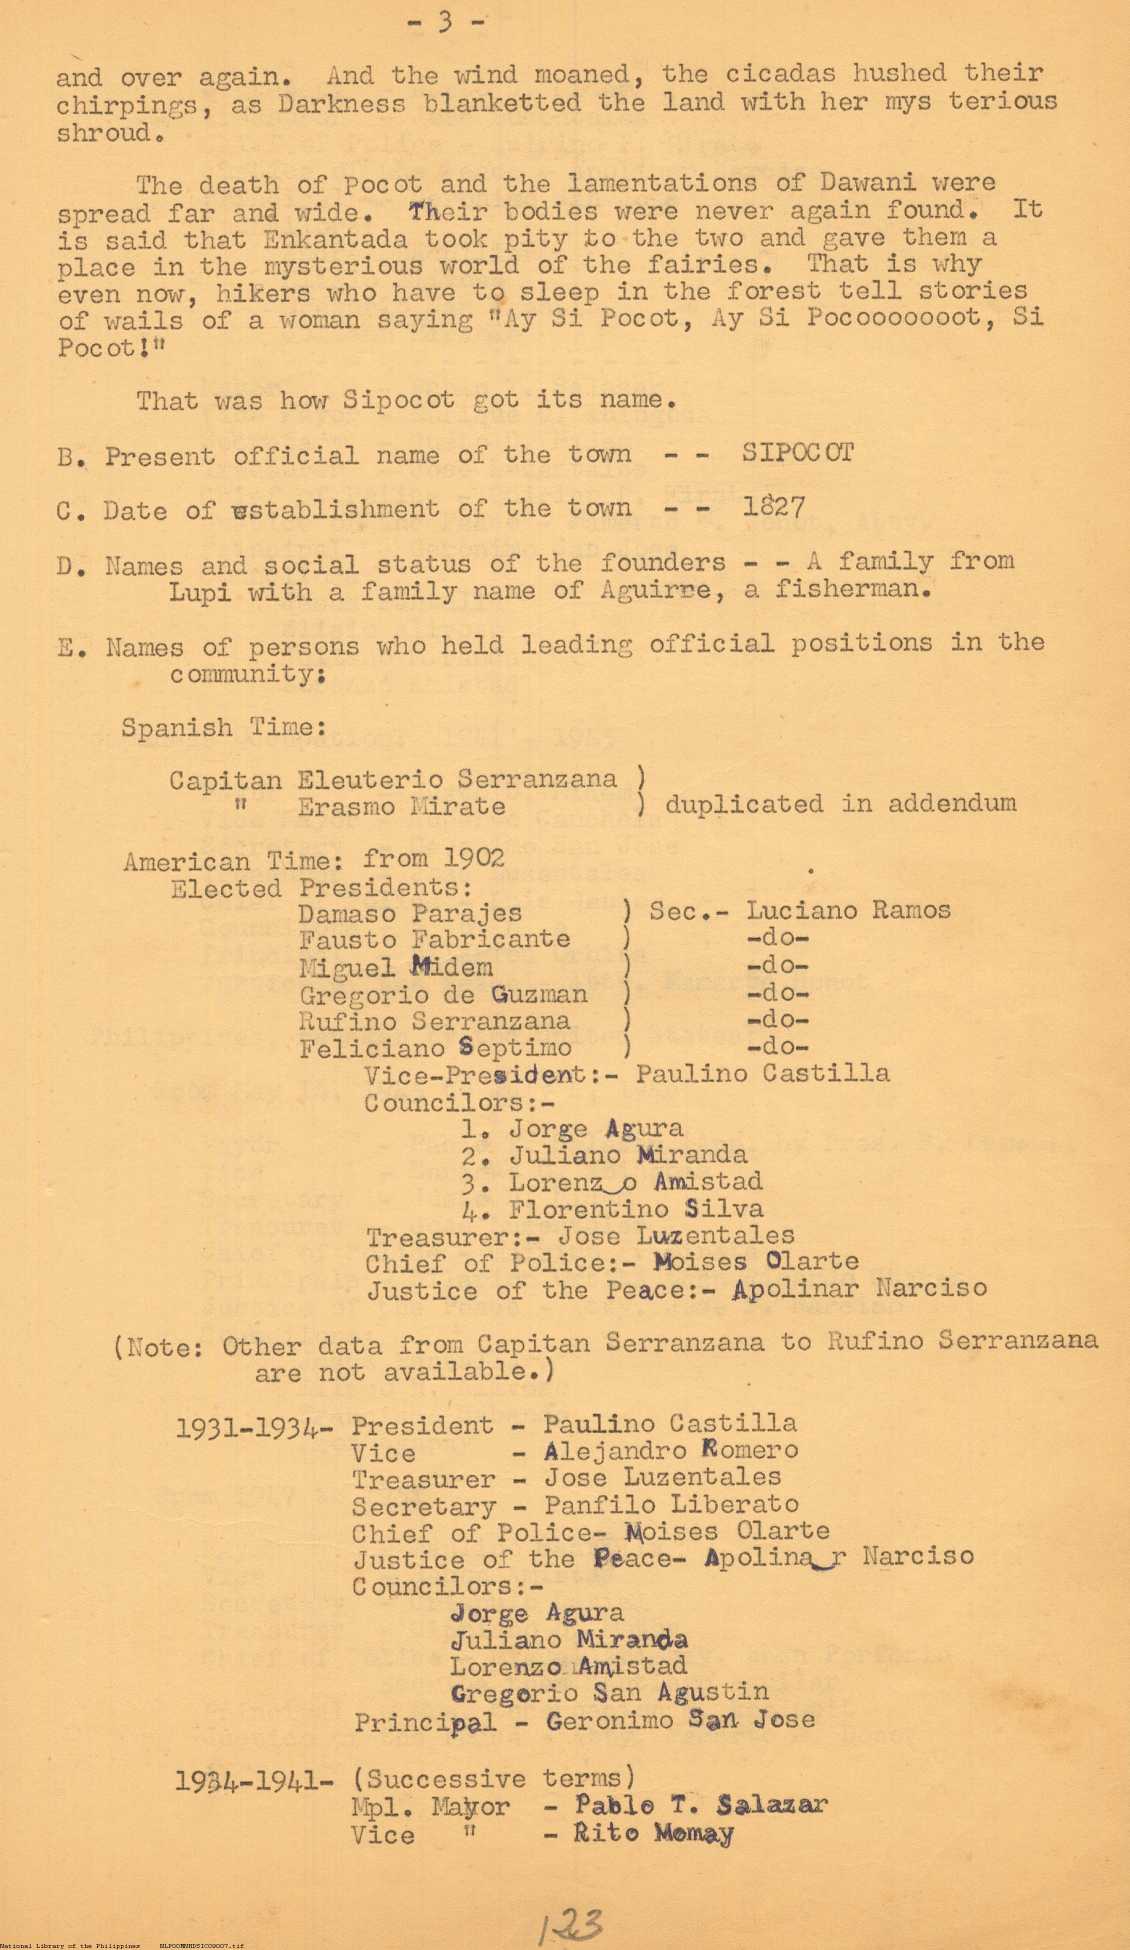 - 3 -
and over again.  And the wind moaned, the cicadas hushed their
chirpings, as Darkness blanketted the land with her mys terious
shroud.
The death of Pocot and the lamentations of Dawani were
spread far and wide.  Their bodies were never again found.  It
is said that Enkantada took pity to the two and gave them a
place in the mysterious world of the fairies.  That is why
even now, hikers who have to sleep in the forest tell stories
of wails of a woman saying "Ay Si Pocot, Ay Si Pocooooooot, Si
Pocot!"
That was how Sipocot got its name.
B. Present official name of the town  - -  SIPOCOT
C. Date of establishment of the town  - -  1827
D. Names and social status of the founders - - A family from
Lupi with a family name of Aguirre, a fisherman.
E. Names of persons who held leading official positions in the
community:
Spanish Time:
Capitan Eleuterio Serranzana )
"   Erasmo Mirate        ) duplicated in addendum
American Time: from 1902
Elected Presidents:
Damaso Parajes      ) Sec.- Luciano Ramos
Fausto Fabricante   )       -do-
Miguel Midem        )       -do-
Gregorio de Guzman  )       -do-
Rufino Serranzana   )       -do-
Feliciano Septimo   )       -do-
Vice-President:- Paulino Castilla
Councilors:-
1. Jorge Agura
2. Juliano Miranda
3. Lorenzo Amistad
4. Florentino Silva
Treasurer:- Jose Luzentales
Chief of Police:- Moises Olarte
Justice of the Peace:- Apolinar Narciso
(Note: Other data from Capitan Serranzana to Rufino Serranzana
are not available.)
1931-1934- President - Paulino Castilla
Vice      - Alejandro Romero
Treasurer - Jose Luzentales
Secretary - Panfilo Liberato
Chief of Police- Moises Olarte
Justice of the Peace- Apolinar Narciso
Councilors:-
Jorge Agura
Juliano Miranda
Lorenzo Amistad
Gregorio San Agustin
Principal - Geronimo San Jose
1934-1941- (Successive terms)
Mpl. Mayor  - Pablo T. Salazar
Vice   "    - Rito Momay
123
National Library of the Philippines